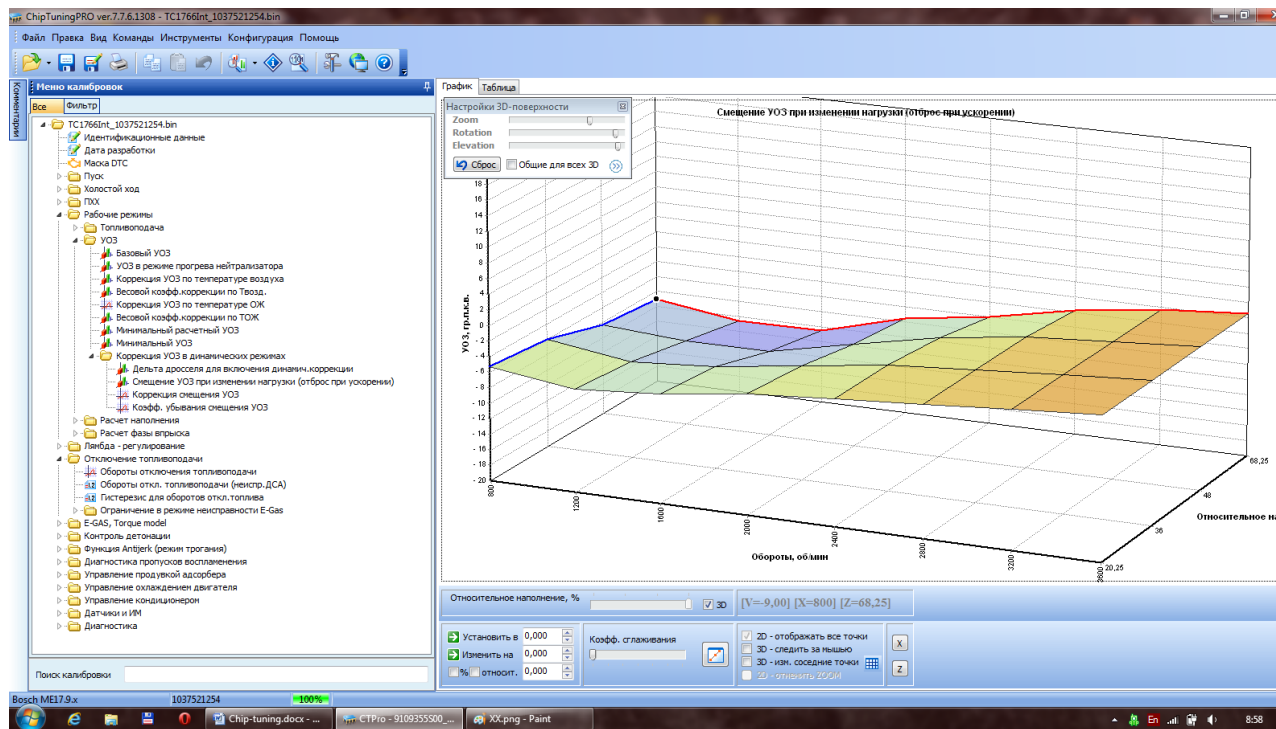 ChipTuningPRO ver.7.7.6.1308 - TC1766Int_1037521254.bin
Файл Правка Вид Команды Инструменты Конфигурация Помощь
Комментарии
Меню калибровок
Все Фильтр
TC1766Int_1037521254.bin
Идентификационные данные
Дата разработки
Маска DTC
Пуск
Холостой ход
ПХХ
Рабочие режимы
Топливоподача
УОЗ
Базовый УОЗ
УОЗ в режиме прогрева нейтрализатора
Коррекция УОЗ по температуре воздуха
Весовой коэфф.коррекции по Твозд.
Коррекция УОЗ по температуре ОЖ
Весовой коэфф.коррекции по ТОЖ
Минимальный расчетный УОЗ
Минимальный УОЗ
Коррекция УОЗ в динамических режимах
Дельта дросселя для включения динамич.коррекции
Смещение УОЗ при изменении нагрузки (отброс при ускорении)
Коррекция смещения УОЗ
Коэфф. убывания смещения УОЗ
Расчет наполнения
Расчет фазы впрыска
Лямбда - регулирование
Отключение топливоподачи
Обороты отключения топливоподачи
Обороты откл. топливоподачи (неиспр.ДСА)
Гистерезис для оборотов откл.топлива
Ограничение в режиме неисправности E-Gas
E-GAS, Torque model
Контроль детонации
Функция Antijerk (режим трогания)
Диагностика пропусков воспламенения
Управление продувкой адсорбера
Управление охлаждением двигателя
Управление кондиционером
Датчики и ИМ
Диагностика
Поиск калибровки
График Таблица
Настройки 3D-поверхности
Zoom
Rotation
Elevation
Сброс Общие для всех 3D
Смещение УОЗ при изменении нагрузки (отброс при ускорении)
18
16
14
12
10
8
6
4
2
0
- 2
- 4
- 6
- 8
- 10
- 12
- 14
- 16
- 18
- 20
УОЗ, гр.п.к.в.
800
1200
1600
2000
2400
2800
3200
3600
Обороты, об/мин
20,25
36
48
68,25
Относительное на
Относительное наполнение, % 3D [Y=-9,00] [X=800] [Z=68,25]
Установить в 0,000
Изменить на 0,000
% относит. 0,000
Коэфф. сглаживания
2D - отображать все точки
3D - следить за мышью
3D - изм. соседние точки
2D - отменить ZOOM
X
Z
Bosch ME17.9.x 1037521254 100%
Chip-tuning.docx - ... CTPro - 9109355S00_... XX.png - Paint En 8:58